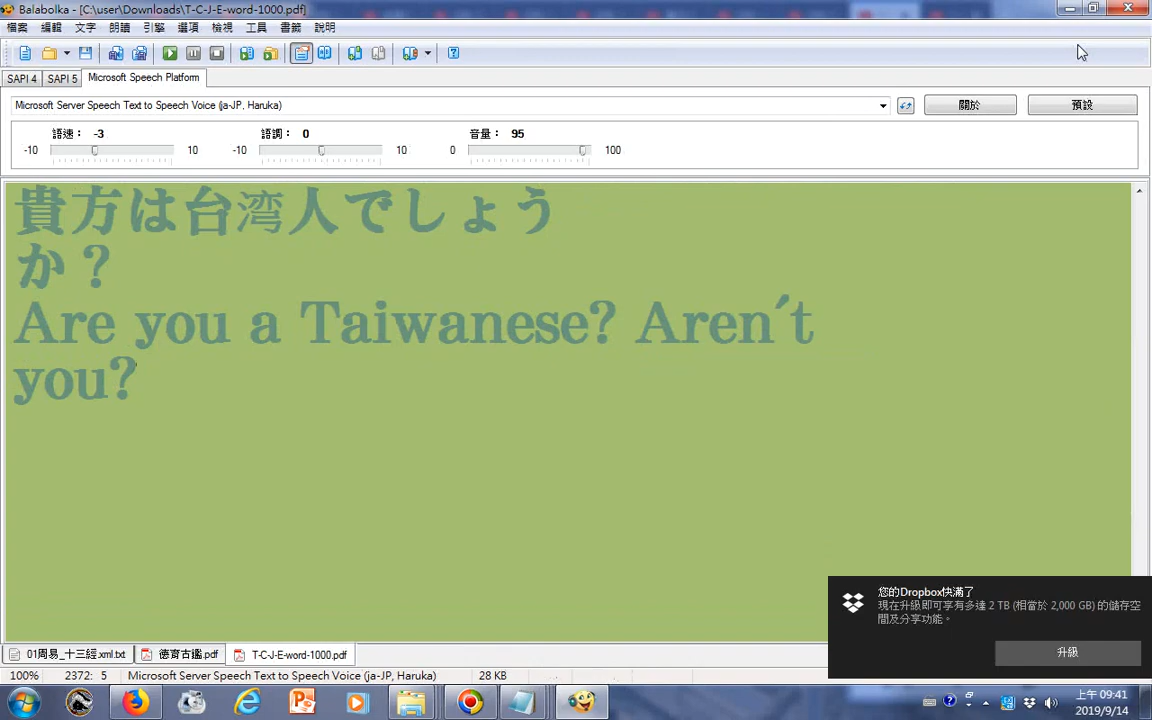 Balabolka - [C:\user\Downloads\T-C-J-E-word-1000.pdf]
檔案 編輯 文字 朗讀 引擎 選項 檢視 工具 書籤 說明
SAPI 4 SAPI 5 Microsoft Speech Platform
Microsoft Server Speech Text to Speech Voice (ja-JP, Haruka)
關於 預設
語速： -3 語調： 0 音量： 95
-10 10 -10 10 0 100
貴方は台湾人でしょう
か？
Are you a Taiwanese? Aren't
you?
您的Dropbox快滿了
現在升級即可享有多達 2 TB (相當於 2,000 GB) 的儲存空
間及分享功能。
升級
01周易_十三經.xml.txt 德育古鑑.pdf T-C-J-E-word-1000.pdf
100% 2372: 5 Microsoft Server Speech Text to Speech Voice (ja-JP, Haruka) 28 KB
上午 09:41
2019/9/14